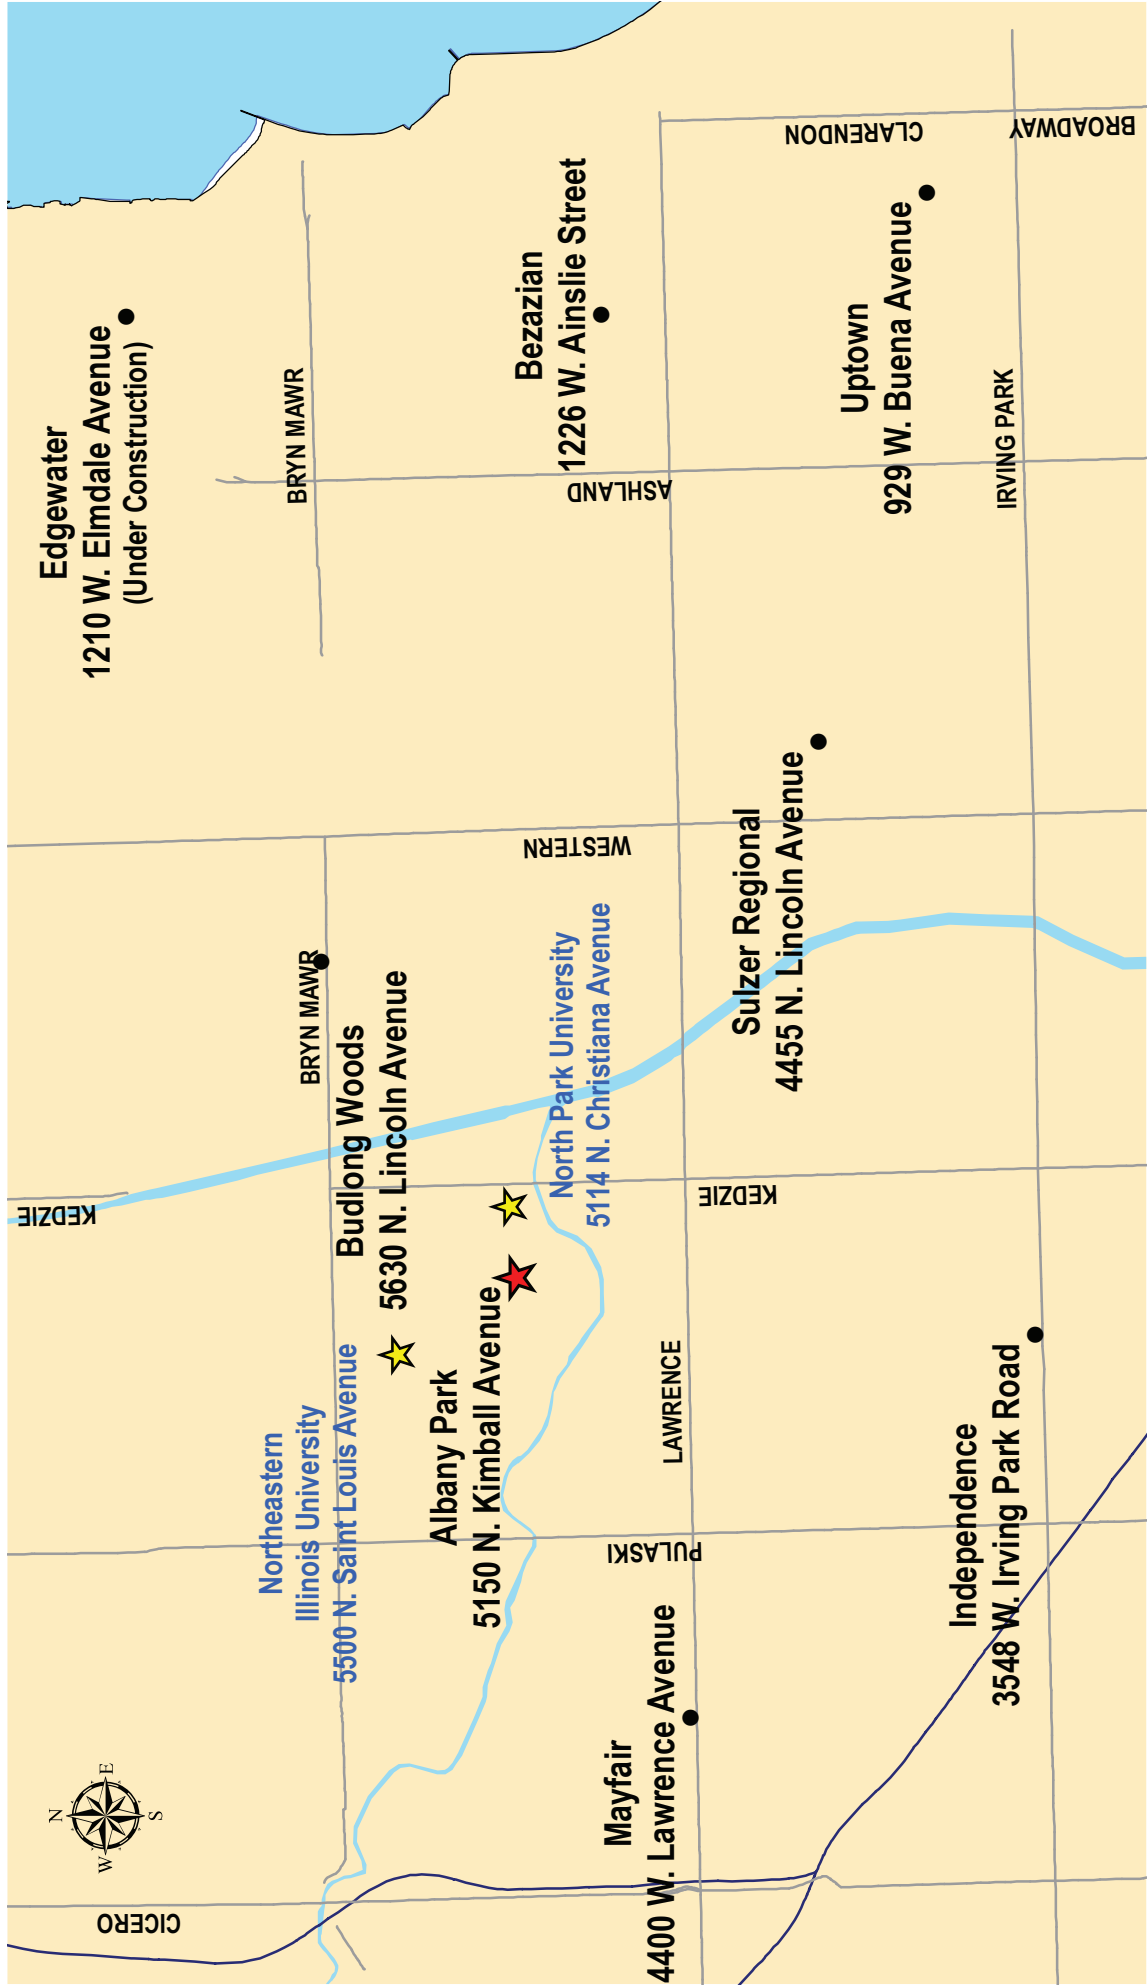 N
E
S
W
CICERO
Northeastern
Illinois University
5500 N. Saint Louis Avenue
KEDZIE
BRYN MAWR
Budlong Woods
5630 N. Lincoln Avenue
BRYN MAWR
Edgewater
1210 W. Elmdale Avenue
(Under Construction)
Albany Park
5150 N. Kimball Avenue
North Park University
5114 N. Christiana Avenue
WESTERN
ASHLAND
Bezazian
1226 W. Ainslie Street
Mayfair
4400 W. Lawrence Avenue
PULASKI
LAWRENCE
KEDZIE
Sulzer Regional
4455 N. Lincoln Avenue
Uptown
929 W. Buena Avenue
CLARENDON
Independence
3548 W. Irving Park Road
IRVING PARK
BROADWAY